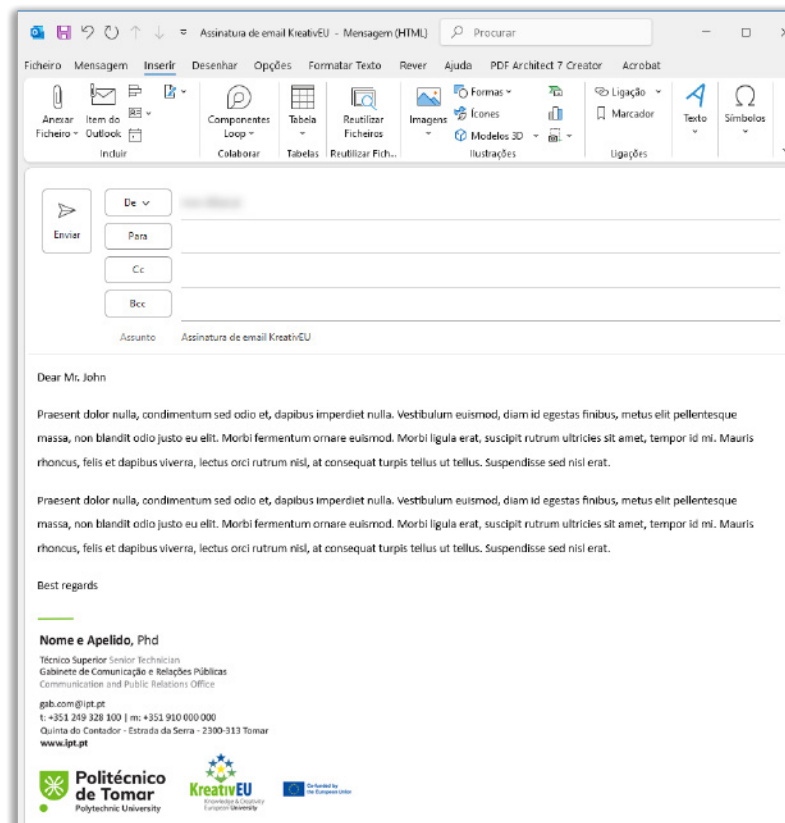 Assinatura de email KreativEU - Mensagem (HTML)
Procurar
Ficheiro Mensagem Inserir Desenhar Opções Formatar Texto Rever Ajuda PDF Architect 7 Creator Acrobat
Anexar Ficheiro
Item do Outlook
Incluir
Componentes Loop
Colaborar
Tabela
Tabelas
Reutilizar Ficheiros
Reutilizar Fich...
Imagens
Formas
Ícones
Modelos 3D
Ilustrações
Ligação
Marcador
Ligações
Texto
Símbolos
Enviar
De
Para
Cc
Bcc
Assunto Assinatura de email KreativEU
Dear Mr. John
Praesent dolor nulla, condimentum sed odio et, dapibus imperdiet nulla. Vestibulum euismod, diam id egestas finibus, metus elit pellentesque
massa, non blandit odio justo eu elit. Morbi fermentum ornare euismod. Morbi ligula erat, suscipit rutrum ultricies sit amet, tempor id mi. Mauris
rhoncus, felis et dapibus viverra, lectus orci rutrum nisl, at consequat turpis tellus ut tellus. Suspendisse sed nisl erat.
Praesent dolor nulla, condimentum sed odio et, dapibus imperdiet nulla. Vestibulum euismod, diam id egestas finibus, metus elit pellentesque
massa, non blandit odio justo eu elit. Morbi fermentum ornare euismod. Morbi ligula erat, suscipit rutrum ultricies sit amet, tempor id mi. Mauris
rhoncus, felis et dapibus viverra, lectus orci rutrum nisl, at consequat turpis tellus ut tellus. Suspendisse sed nisl erat.
Best regards
Nome e Apelido, Phd
Técnico Superior Senior Technician
Gabinete de Comunicação e Relações Públicas
Communication and Public Relations Office
gab.com@ipt.pt
t: +351 249 328 100 | m: +351 910 000 000
Quinta do Contador - Estrada da Serra - 2300-313 Tomar
www.ipt.pt
Politécnico
de Tomar
Polytechnic University
KreativEU
Knowledge & Creativity
European University
Co-funded by
the European Union